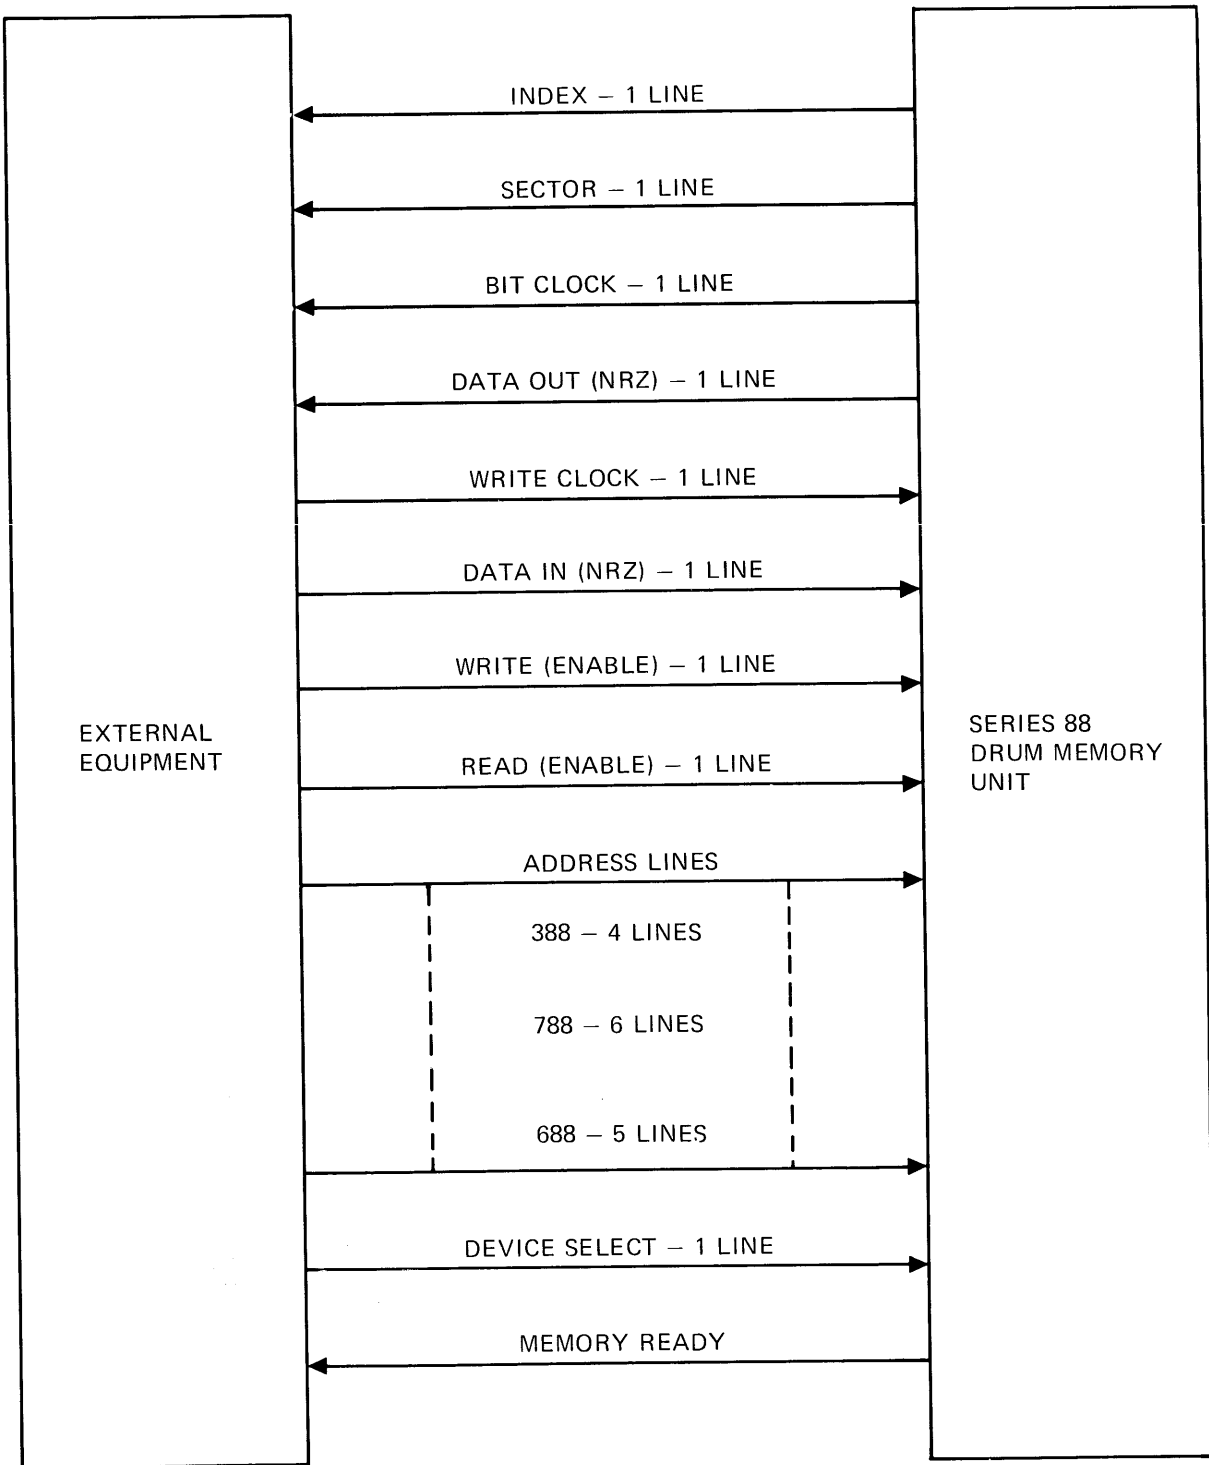 INDEX — 1 LINE
SECTOR — 1 LINE
BIT CLOCK — 1 LINE
DATA OUT (NRZ) — 1 LINE
WRITE CLOCK — 1 LINE
DATA IN (NRZ) — 1 LINE
WRITE (ENABLE) — 1 LINE
EXTERNAL
EQUIPMENT
READ (ENABLE) — 1 LINE
SERIES 88
DRUM MEMORY
UNIT
ADDRESS LINES
388 — 4 LINES
788 — 6 LINES
688 — 5 LINES
DEVICE SELECT — 1 LINE
MEMORY READY